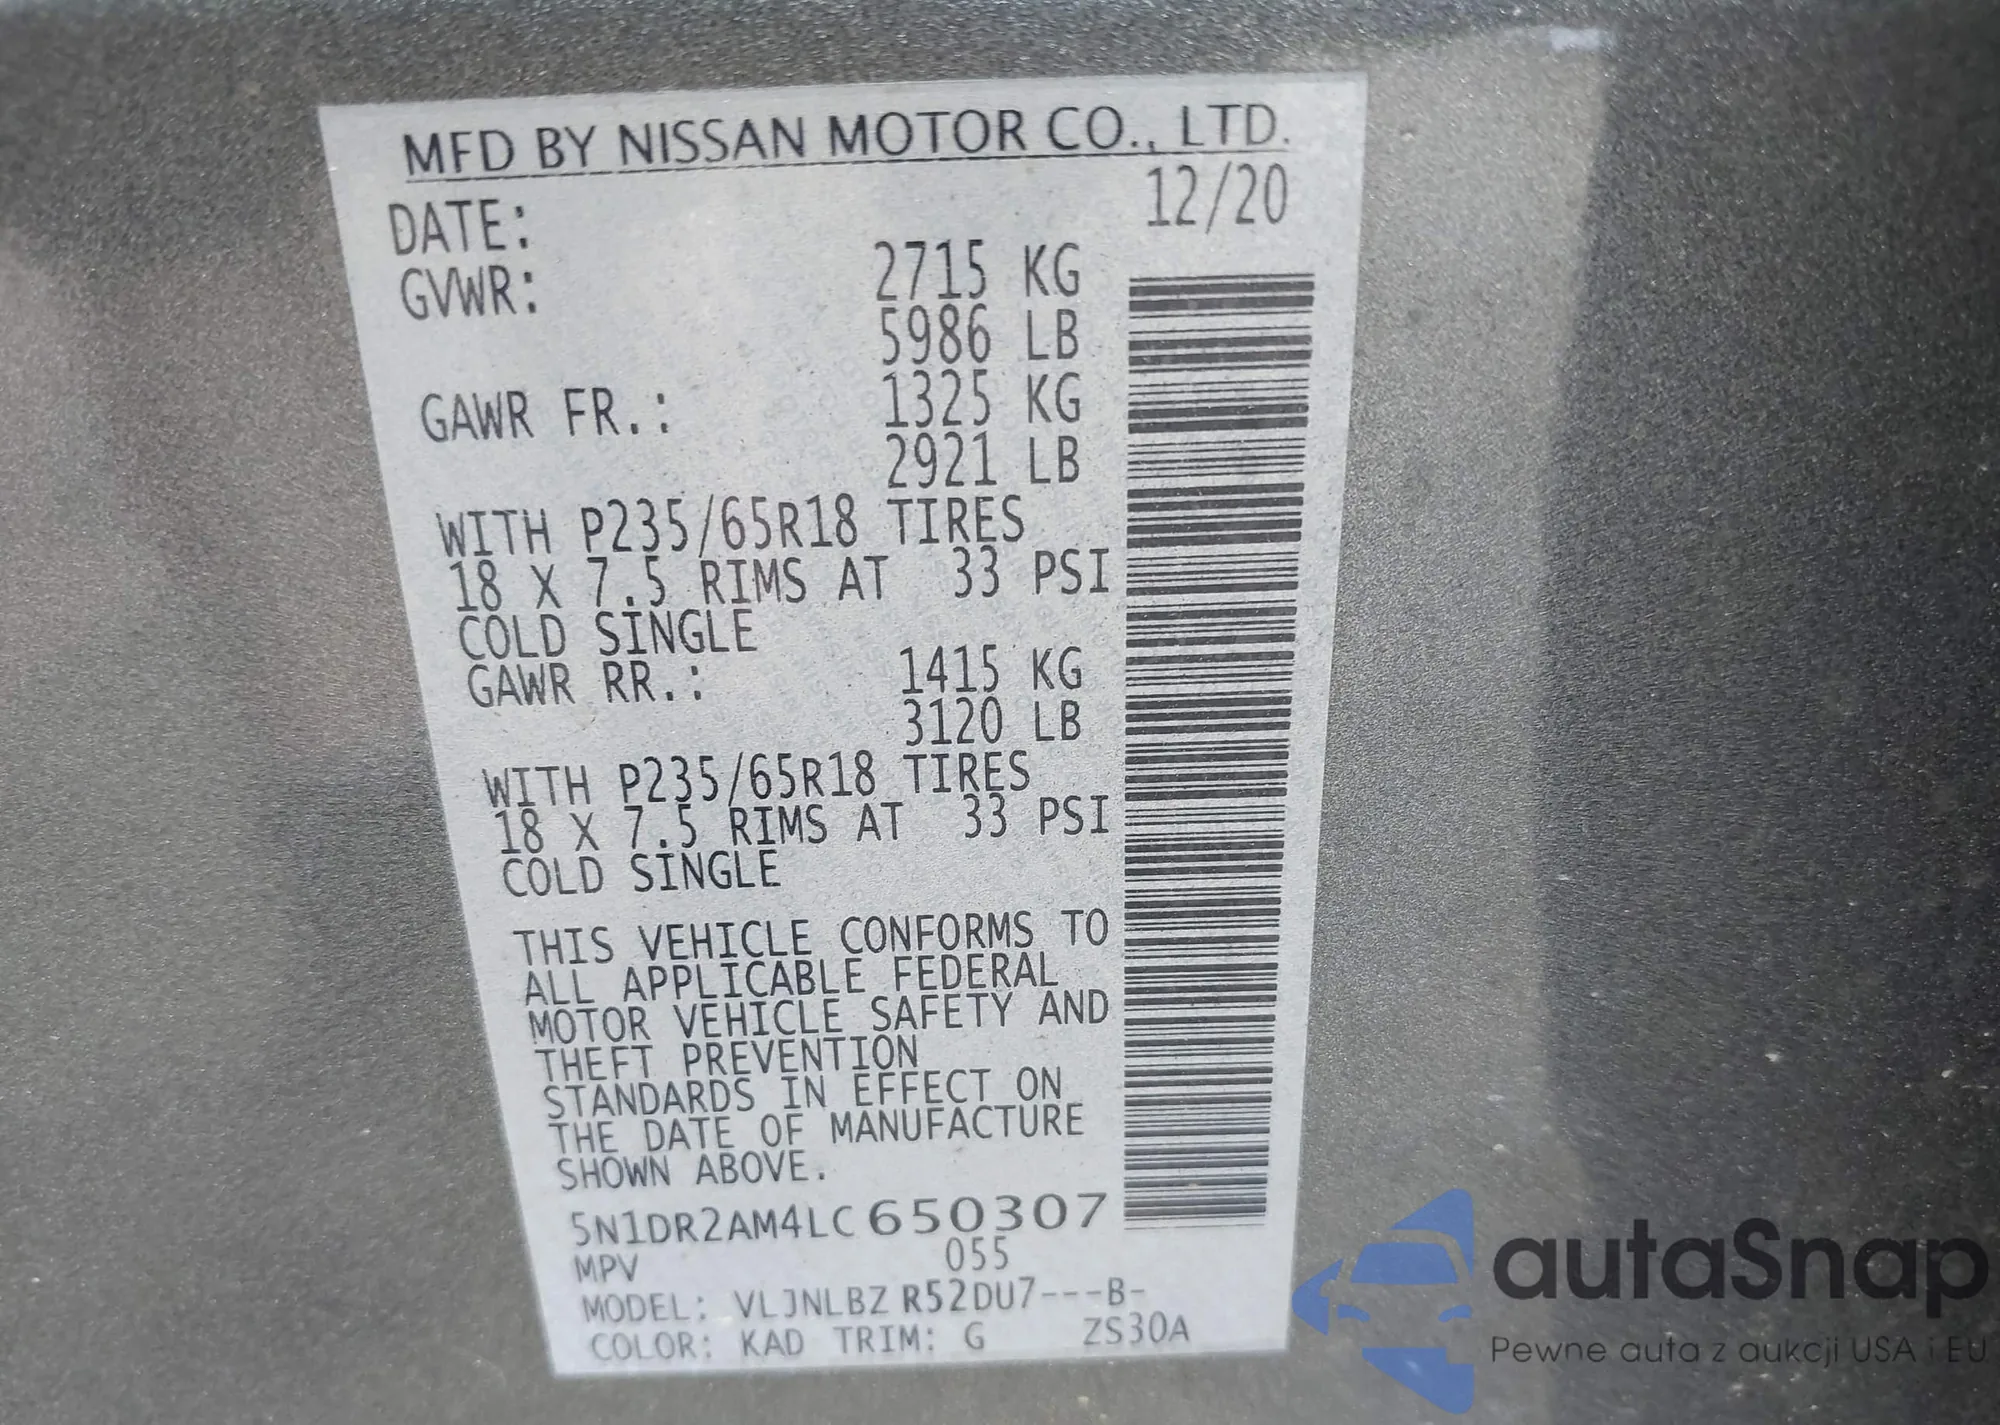 MFD BY NISSAN MOTOR CO., LTD.
DATE: 12/20
GVWR: 2715 KG
5986 LB
GAWR FR.: 1325 KG
2921 LB
WITH P235/65R18 TIRES
18 X 7.5 RIMS AT 33 PSI
COLD SINGLE
GAWR RR.: 1415 KG
3120 LB
WITH P235/65R18 TIRES
18 X 7.5 RIMS AT 33 PSI
COLD SINGLE
THIS VEHICLE CONFORMS TO
ALL APPLICABLE FEDERAL
MOTOR VEHICLE SAFETY AND
THEFT PREVENTION
STANDARDS IN EFFECT ON
THE DATE OF MANUFACTURE
SHOWN ABOVE.
5N1DR2AM4LC650307
MPV 055
MODEL: VLJNLBZ R52DU7---B-
COLOR: KAD TRIM: G ZS30A
autaSnap
Pewne auta z aukcji USA i EU